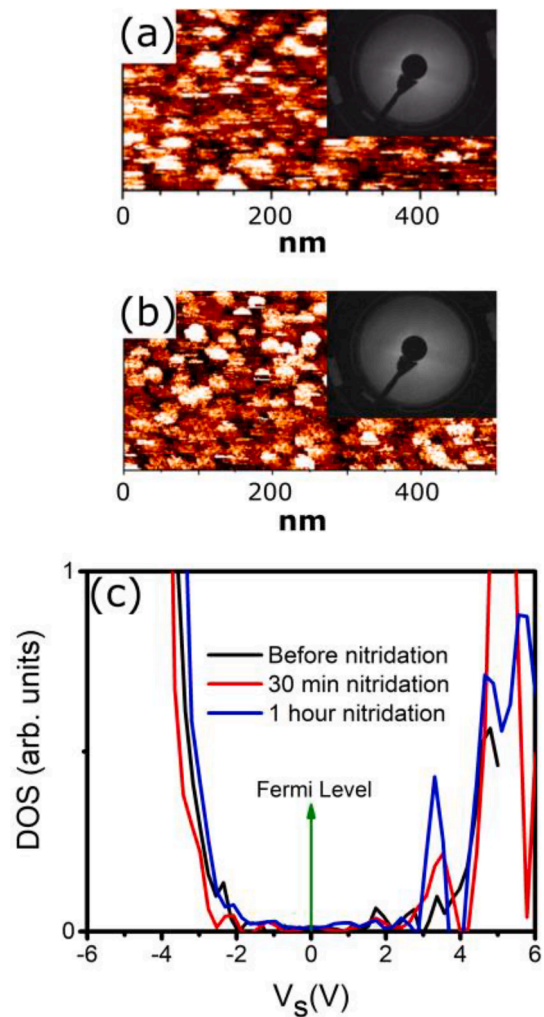 (a)
0 200 400
nm
(b)
0 200 400
nm
(c)
1
Before nitridation
30 min nitridation
1 hour nitridation
Fermi Level
DOS (arb. units)
0
-6 -4 -2 0 2 4 6
Vs(V)